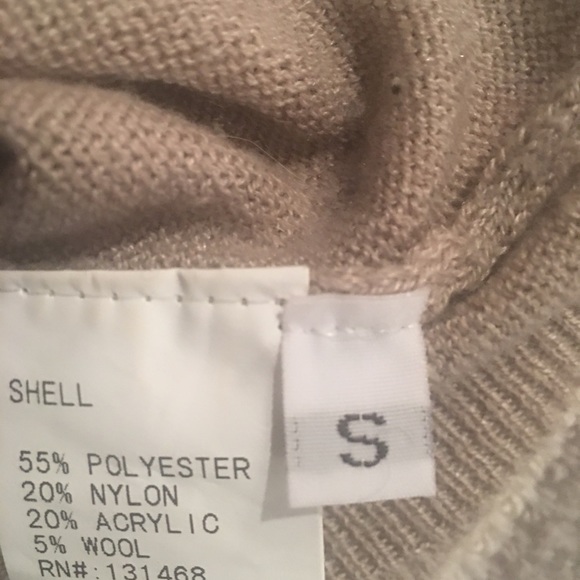 SHELL
55% POLYESTER
20% NYLON
20% ACRYLIC
5% WOOL
RN#:131468
S